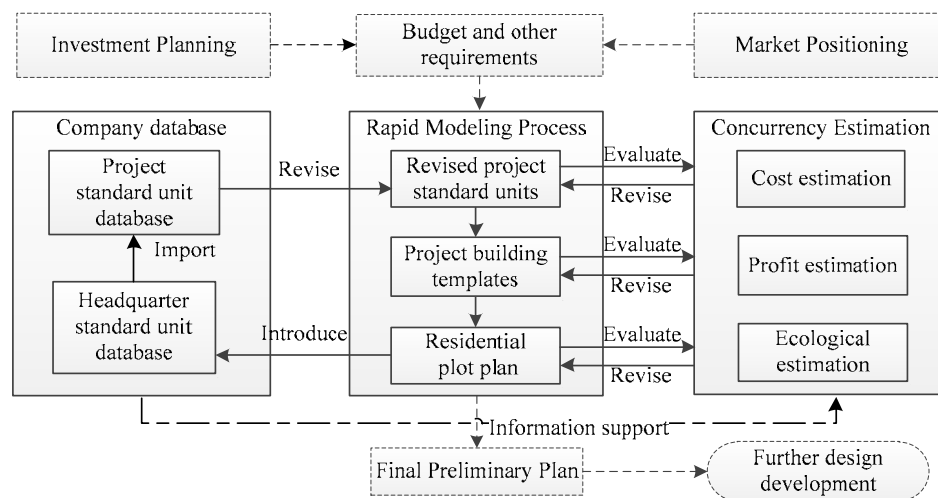 Investment Planning
Budget and other
requirements
Market Positioning
Company database
Project
standard unit
database
Import
Headquarter
standard unit
database
Revise
Introduce
Rapid Modeling Process
Revised project
standard units
Project building
templates
Residential
plot plan
Evaluate
Revise
Evaluate
Revise
Evaluate
Revise
Concurrency Estimation
Cost estimation
Profit estimation
Ecological
estimation
Information support
Final Preliminary Plan
Further design
development